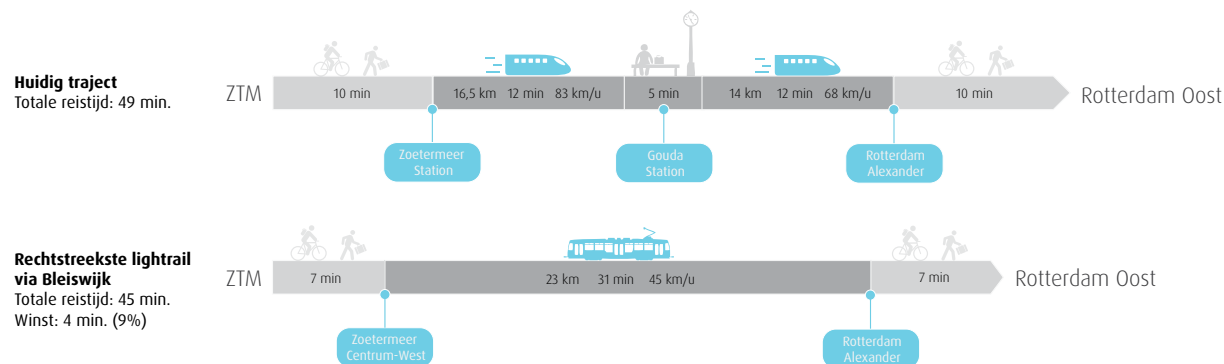 Huidig traject
Totale reistijd: 49 min.
ZTM
10 min
16,5 km 12 min 83 km/u
5 min
14 km 12 min 68 km/u
10 min
Rotterdam Oost
Zoetermeer
Station
Gouda
Station
Rotterdam
Alexander
Rechtstreekste lightrail
via Bleiswijk
Totale reistijd: 45 min.
Winst: 4 min. (9%)
ZTM
7 min
23 km 31 min 45 km/u
7 min
Rotterdam Oost
Zoetermeer
Centrum-West
Rotterdam
Alexander